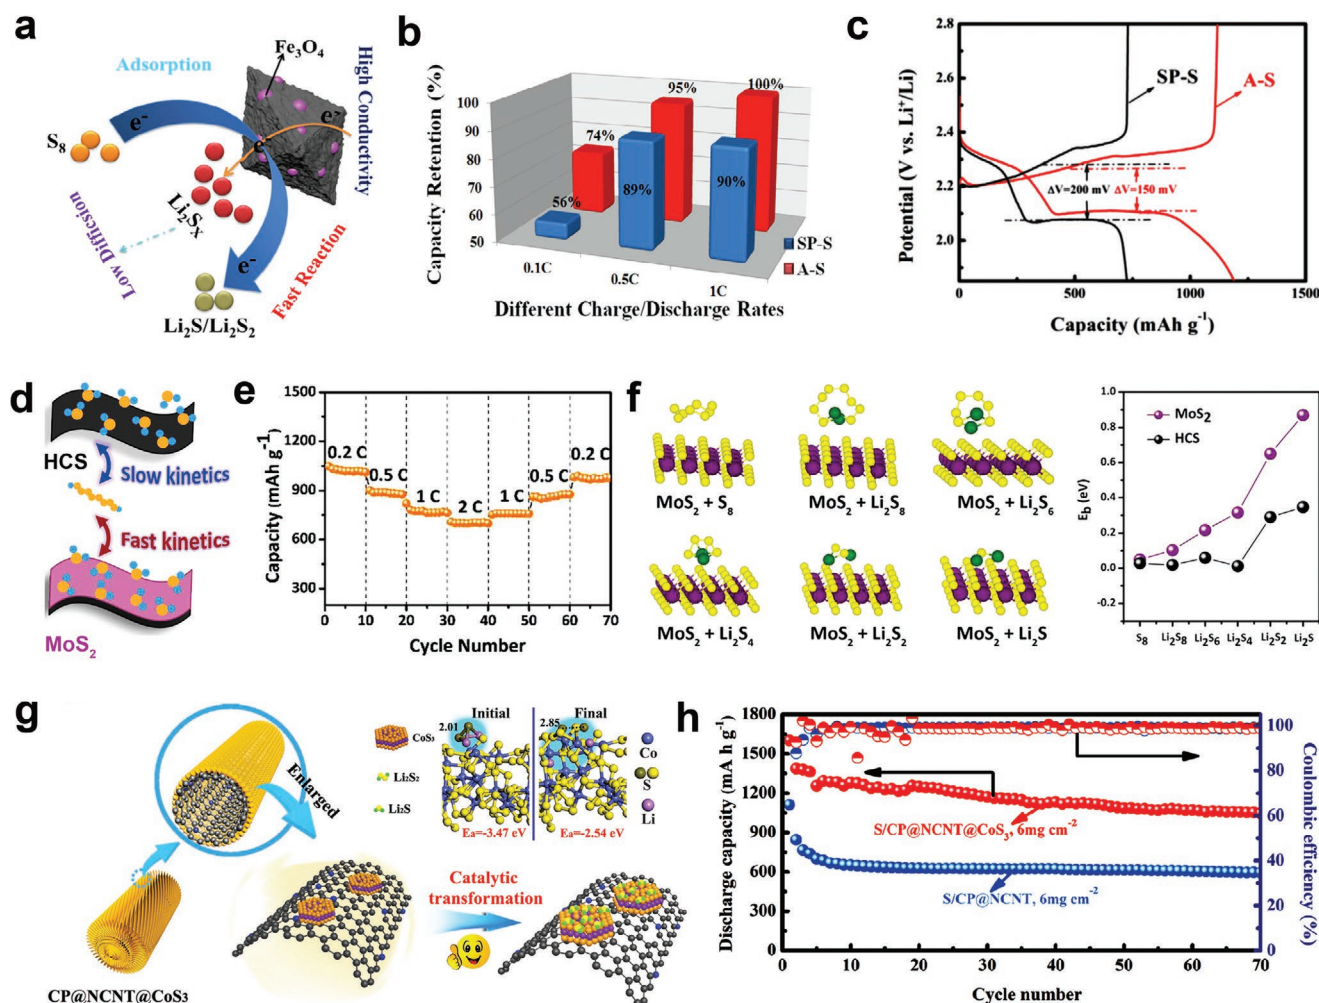 a
Fe₃O₄
Adsorption
High Conductivity
e⁻
e⁻
e⁻
S₈
Li₂Sₓ
Low Diffesion
e⁻
Fast Reaction
Li₂S/Li₂S₂
b
Capacity Retention (%)
100
90
80
70
60
50
56%
74%
89%
95%
90%
100%
0.1C
0.5C
1C
SP-S
A-S
Different Charge/Discharge Rates
c
Potential (V vs. Li⁺/Li)
2.8
2.6
2.4
2.2
2.0
SP-S
A-S
ΔV=200 mV
ΔV=150 mV
0
500
1000
1500
Capacity (mAh g⁻¹)
d
HCS
Slow kinetics
Fast kinetics
MoS₂
e
Capacity (mAh g⁻¹)
1500
1200
900
600
300
0.2 C
0.5 C
1 C
2 C
1 C
0.5 C
0.2 C
0 10 20 30 40 50 60 70
Cycle Number
f
MoS₂ + S₈
MoS₂ + Li₂S₈
MoS₂ + Li₂S₆
MoS₂ + Li₂S₄
MoS₂ + Li₂S₂
MoS₂ + Li₂S
E_b (eV)
1.0
0.8
0.6
0.4
0.2
0.0
-0.2
MoS₂
HCS
S₈ Li₂S₈ Li₂S₆ Li₂S₄ Li₂S₂ Li₂S
g
Enlarged
CP@NCNT@CoS₃
CoS₃
Li₂S₂
Li₂S
Initial
2.01
Ea=-3.47 eV
Final
2.85
Ea=-2.54 eV
Co
S
Li
Catalytic
transformation
h
Discharge capacity (mA h g⁻¹)
1800
1500
1200
900
600
300
0
S/CP@NCNT@CoS₃, 6mg cm⁻²
S/CP@NCNT, 6mg cm⁻²
100
80
60
40
20
0
Coulombic efficiency (%)
0 10 20 30 40 50 60 70
Cycle number